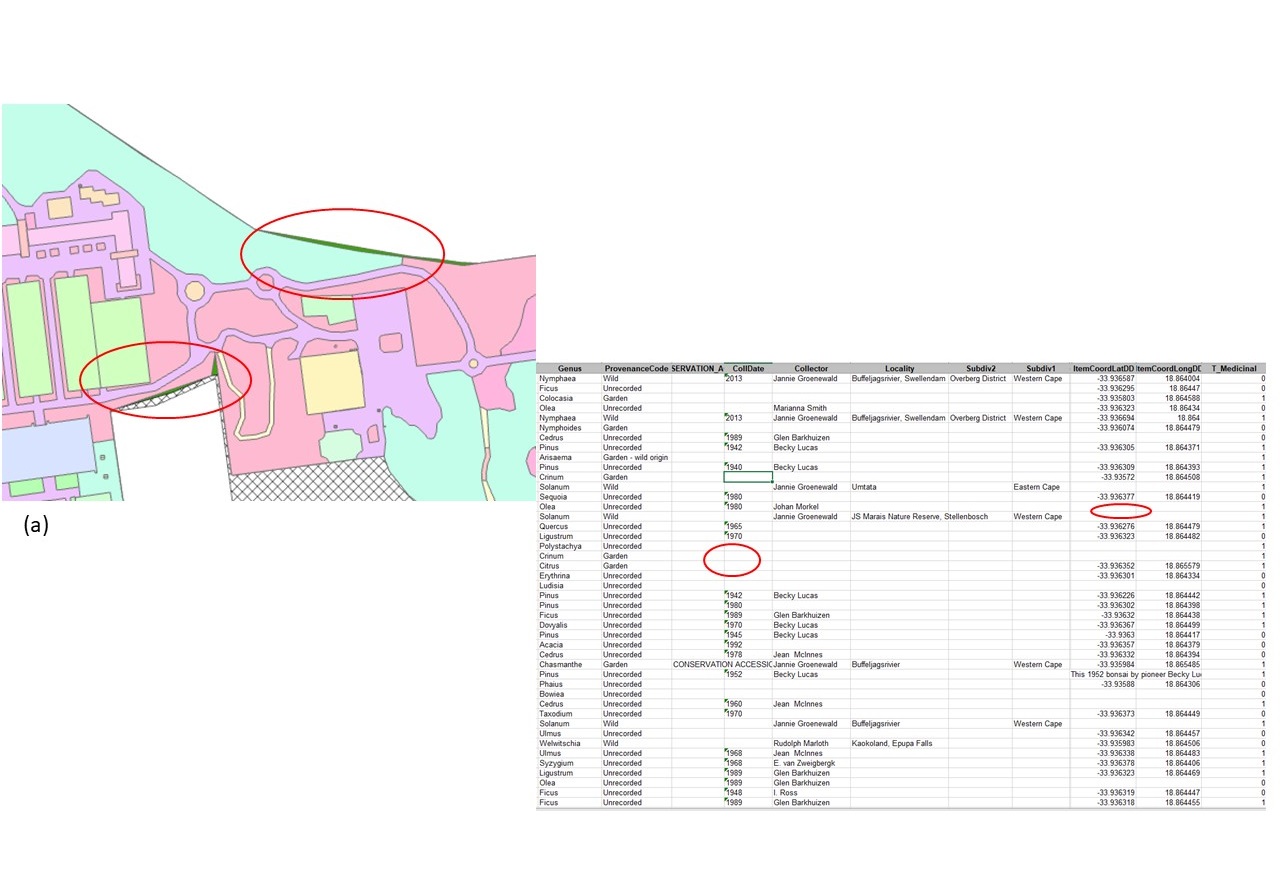 (a)
Genus ProvenanceCode SERVATION_A CollDate Collector Locality Subdiv2 Subdiv1 ItemCoordLatDD ItemCoordLongDD T_Medicinal
Nymphaea Wild 2013 Jannie Groenewald Buffeljagsrivier, Swellendam Overberg District Western Cape -33.936587 18.864004 0
Ficus Unrecorded -33.936295 18.86447 0
Colocasia Garden -33.935803 18.864588 1
Olea Unrecorded Marianna Smith -33.936323 18.86434 0
Nymphaea Wild 2013 Jannie Groenewald Buffeljagsrivier, Swellendam Overberg District Western Cape -33.936694 18.864 0
Nymphoides Garden -33.936074 18.864479 0
Cedrus Unrecorded 1989 Glen Barkhuizen 0
Pinus Unrecorded 1942 Becky Lucas -33.936305 18.864371 1
Arisaema Garden - wild origin 1
Pinus Unrecorded 1940 Becky Lucas -33.936309 18.864393 0
Crinum Garden -33.93572 18.864508 1
Solanum Wild Jannie Groenewald Umtata Eastern Cape 0
Sequoia Unrecorded 1980 -33.936377 18.864419 0
Olea Unrecorded 1980 Johan Morkel 1
Solanum Wild Jannie Groenewald JS Marais Nature Reserve, Stellenbosch Western Cape 1
Quercus Unrecorded 1965 -33.936276 18.864479 0
Ligustrum Unrecorded 1970 -33.936323 18.864482 1
Polystachya Unrecorded 1
Crinum Garden 1
Citrus Garden -33.936352 18.865579 1
Erythrina Unrecorded -33.936301 18.864334 0
Ludisia Unrecorded 0
Pinus Unrecorded 1942 Becky Lucas -33.936226 18.864442 1
Pinus Unrecorded 1980 -33.936302 18.864398 1
Ficus Unrecorded 1989 Glen Barkhuizen -33.93632 18.864438 1
Dovyalis Unrecorded 1970 Becky Lucas -33.936367 18.864499 1
Pinus Unrecorded 1945 Becky Lucas -33.9363 18.864417 0
Acacia Unrecorded 1992 -33.936357 18.864379 0
Cedrus Unrecorded 1978 Jean McInnes -33.936332 18.864394 0
Chasmanthe Garden CONSERVATION ACCESSIO Jannie Groenewald Buffeljagsrivier Western Cape -33.935984 18.865485 1
Pinus Unrecorded 1952 Becky Lucas This 1952 bonsai by pioneer Becky Luc 1
Phaius Unrecorded -33.93588 18.864306 0
Bowiea Unrecorded 0
Cedrus Unrecorded 1960 Jean McInnes 1
Taxodium Unrecorded 1970 -33.936373 18.864449 0
Solanum Wild Jannie Groenewald Buffeljagsrivier Western Cape 1
Ulmus Unrecorded -33.936342 18.864457 0
Welwitschia Wild Rudolph Marloth Kaokoland, Epupa Falls -33.935983 18.864506 0
Ulmus Unrecorded 1968 Jean McInnes -33.936338 18.864483 1
Syzygium Unrecorded 1968 E. van Zweigbergk -33.936378 18.864406 0
Ligustrum Unrecorded 1989 Glen Barkhuizen -33.936323 18.864469 1
Olea Unrecorded 1989 Glen Barkhuizen 0
Ficus Unrecorded 1948 I. Ross -33.936319 18.864447 0
Ficus Unrecorded 1989 Glen Barkhuizen -33.936318 18.864455 1